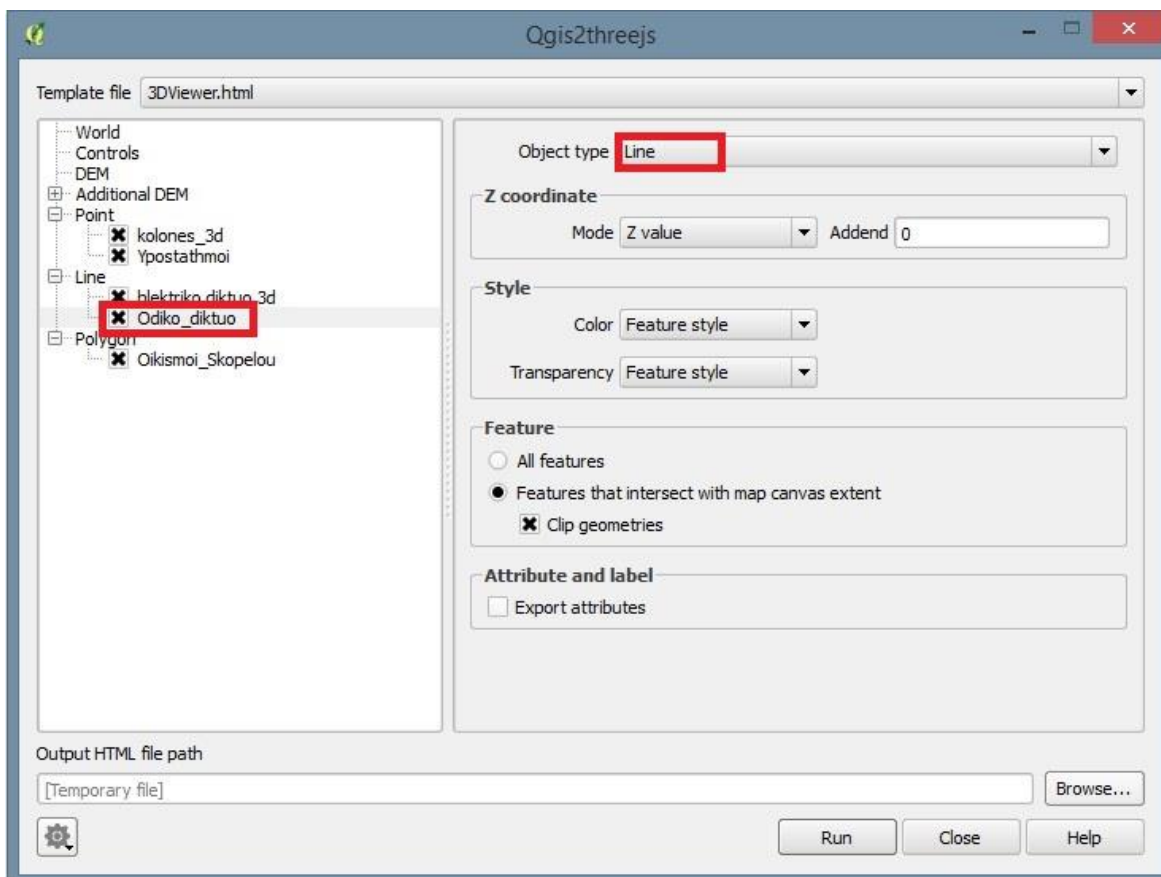 Qgis2threejs
Template file 3DViewer.html
World
Controls
DEM
Additional DEM
Point
kolones_3d
Ypostathmoi
Line
hlektriko diktuo 3d
Odiko_diktuo
Polygon
Oikismoi_Skopelou
Object type Line
Z coordinate
Mode Z value Addend 0
Style
Color Feature style
Transparency Feature style
Feature
All features
Features that intersect with map canvas extent
Clip geometries
Attribute and label
Export attributes
Output HTML file path
[Temporary file] Browse...
Run Close Help